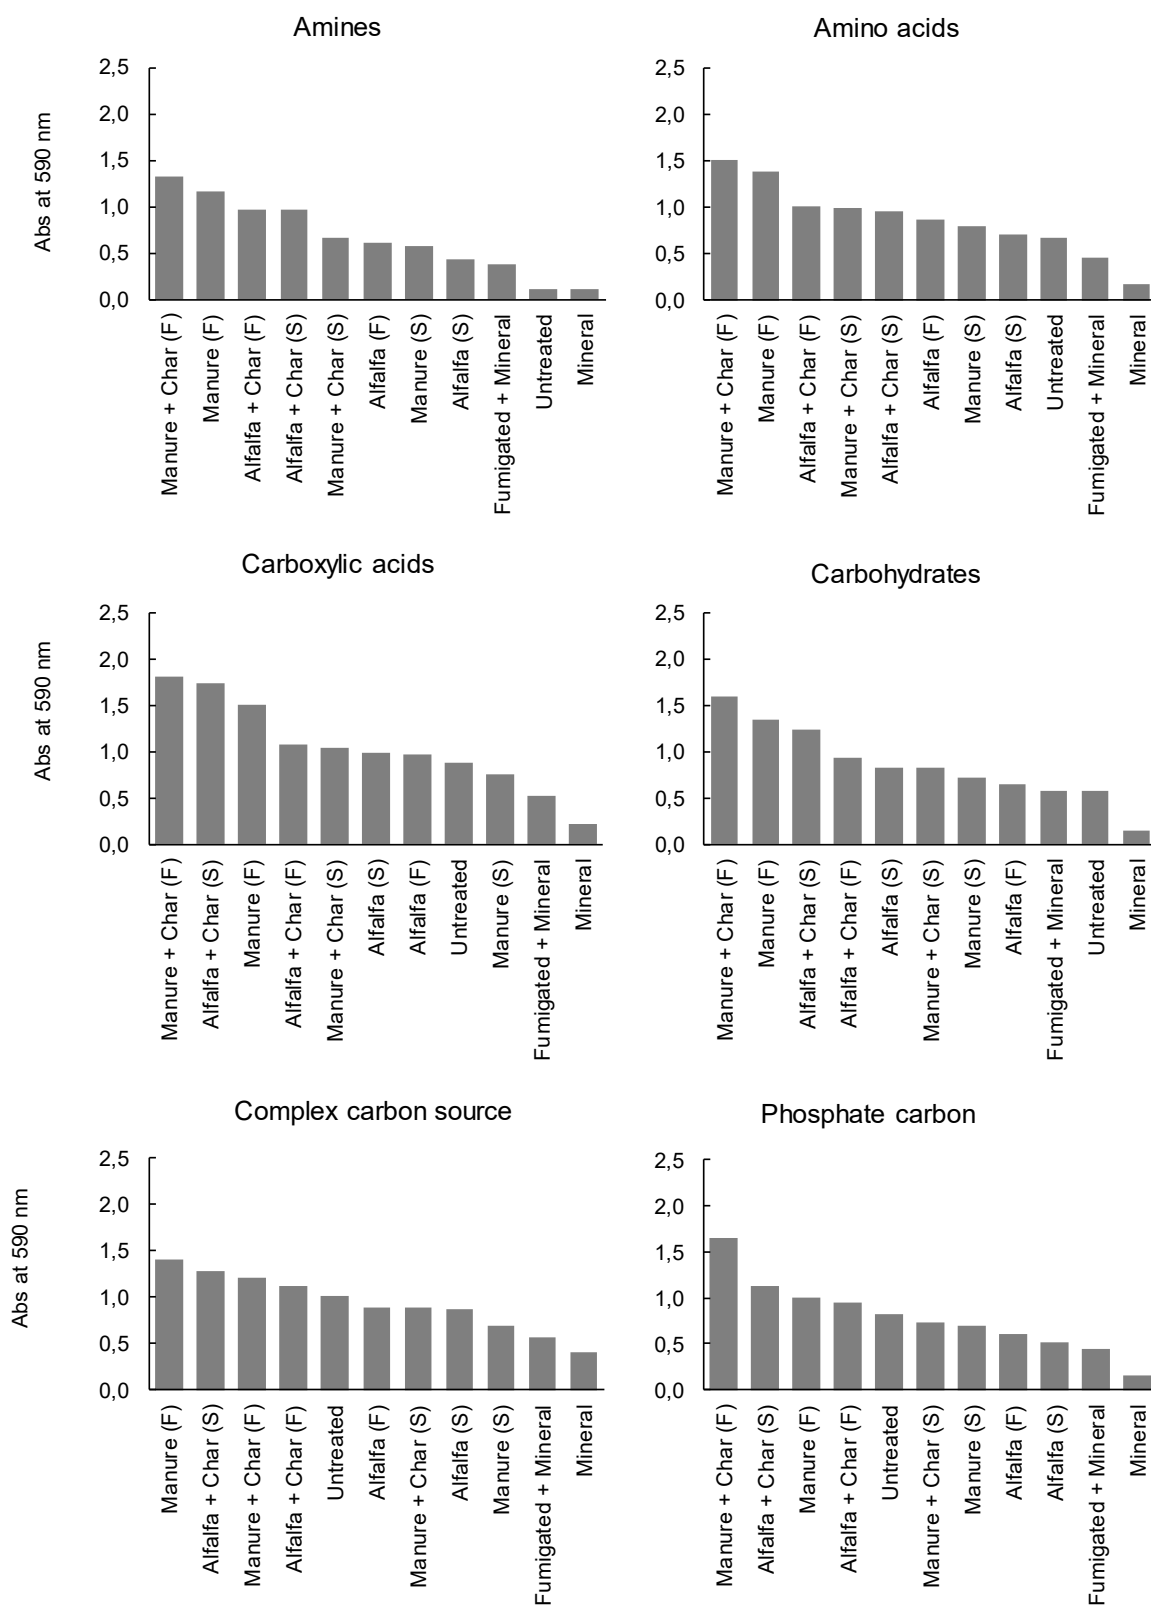 Amines
Abs at 590 nm
2,5
2,0
1,5
1,0
0,5
0,0
Manure + Char (F)
Manure (F)
Alfalfa + Char (F)
Alfalfa + Char (S)
Manure + Char (S)
Alfalfa (F)
Manure (S)
Alfalfa (S)
Fumigated + Mineral
Untreated
Mineral
Amino acids
2,5
2,0
1,5
1,0
0,5
0,0
Manure + Char (F)
Manure (F)
Alfalfa + Char (F)
Manure + Char (S)
Alfalfa + Char (S)
Alfalfa (F)
Manure (S)
Alfalfa (S)
Untreated
Fumigated + Mineral
Mineral
Carboxylic acids
Abs at 590 nm
2,5
2,0
1,5
1,0
0,5
0,0
Manure + Char (F)
Alfalfa + Char (S)
Manure (F)
Alfalfa + Char (F)
Manure + Char (S)
Alfalfa (S)
Alfalfa (F)
Untreated
Manure (S)
Fumigated + Mineral
Mineral
Carbohydrates
2,5
2,0
1,5
1,0
0,5
0,0
Manure + Char (F)
Manure (F)
Alfalfa + Char (S)
Alfalfa + Char (F)
Alfalfa (S)
Manure + Char (S)
Manure (S)
Alfalfa (F)
Fumigated + Mineral
Untreated
Mineral
Complex carbon source
Abs at 590 nm
2,5
2,0
1,5
1,0
0,5
0,0
Manure (F)
Alfalfa + Char (S)
Manure + Char (F)
Alfalfa + Char (F)
Untreated
Alfalfa (F)
Manure + Char (S)
Alfalfa (S)
Manure (S)
Fumigated + Mineral
Mineral
Phosphate carbon
2,5
2,0
1,5
1,0
0,5
0,0
Manure + Char (F)
Alfalfa + Char (S)
Manure (F)
Alfalfa + Char (F)
Untreated
Manure + Char (S)
Manure (S)
Alfalfa (F)
Alfalfa (S)
Fumigated + Mineral
Mineral